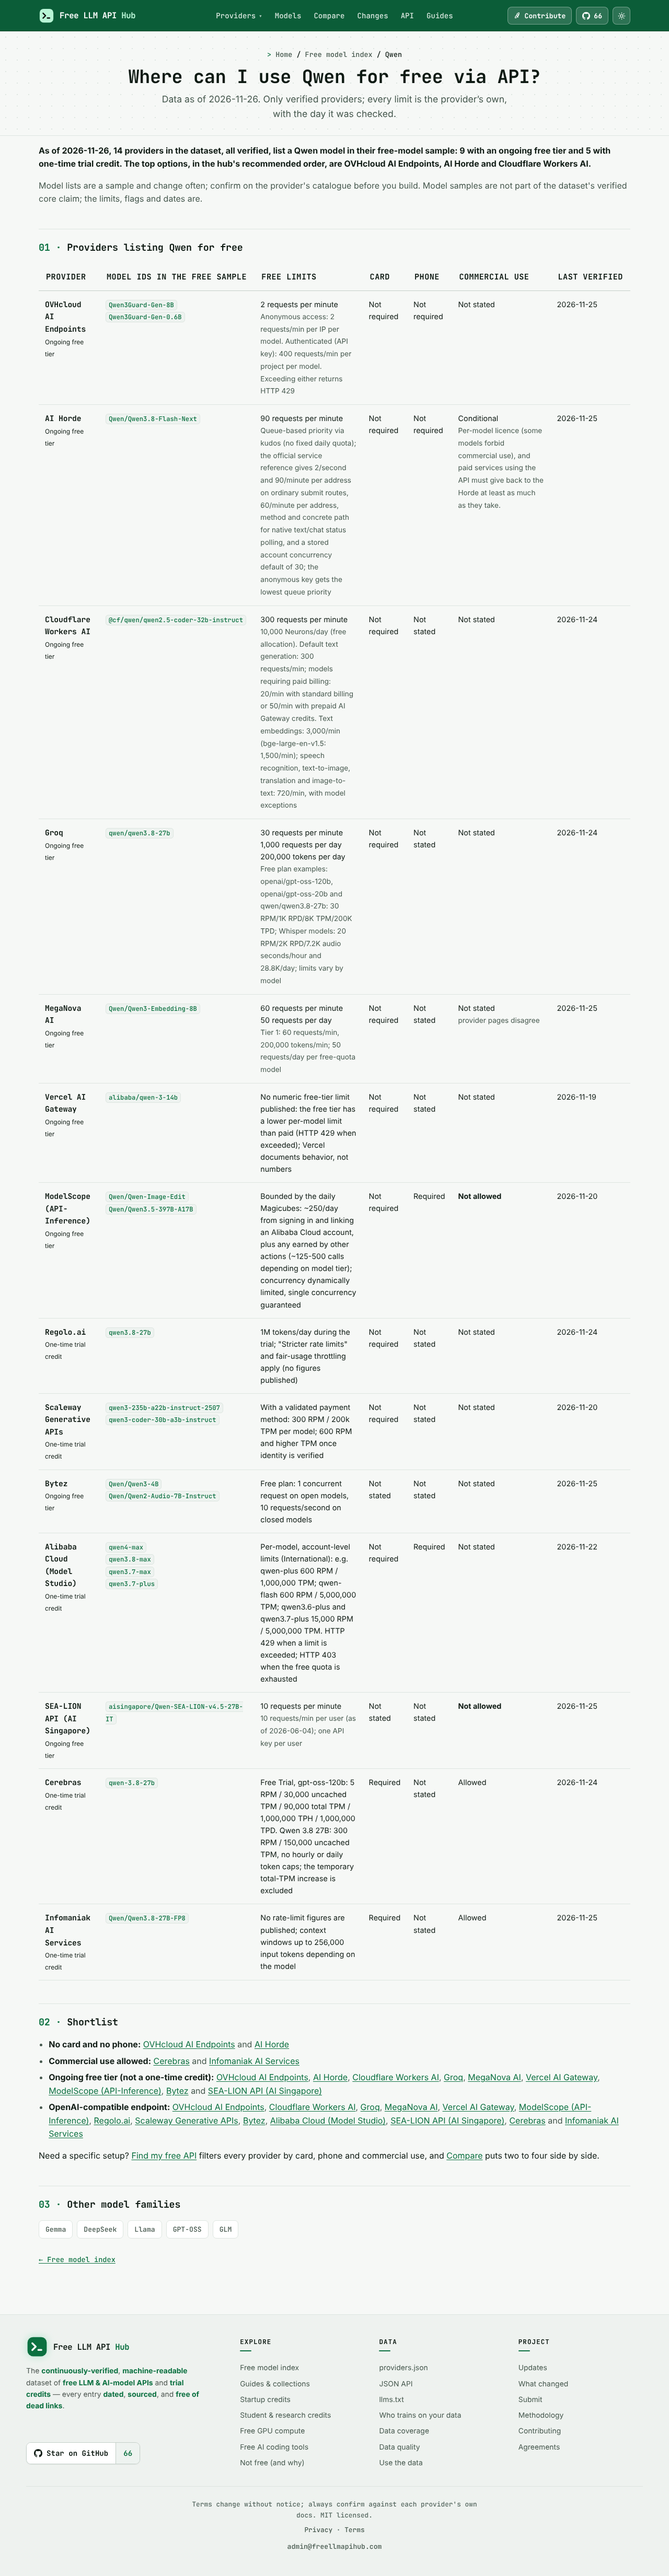 Free LLM API Hub
Providers
Models
Compare
Changes
API
Guides
Contribute
66
> Home / Free model index / Qwen
Where can I use Qwen for free via API?
Data as of 2026-11-26. Only verified providers; every limit is the provider's own,
with the day it was checked.
As of 2026-11-26, 14 providers in the dataset, all verified, list a Qwen model in their free-model sample: 9 with an ongoing free tier and 5 with
one-time trial credit. The top options, in the hub's recommended order, are OVHcloud AI Endpoints, AI Horde and Cloudflare Workers AI.
Model lists are a sample and change often; confirm on the provider's catalogue before you build. Model samples are not part of the dataset's verified
core claim; the limits, flags and dates are.
01 · Providers listing Qwen for free
PROVIDER
MODEL IDS IN THE FREE SAMPLE
FREE LIMITS
CARD
PHONE
COMMERCIAL USE
LAST VERIFIED
OVHcloud
AI
Endpoints
Ongoing free
tier
Qwen3Guard-Gen-8B
Qwen3Guard-Gen-0.6B
2 requests per minute
Anonymous access: 2
requests/min per IP per
model. Authenticated (API
key): 400 requests/min per
project per model.
Exceeding either returns
HTTP 429
Not
required
Not
required
Not stated
2026-11-25
AI Horde
Ongoing free
tier
Qwen/Qwen3.8-Flash-Next
90 requests per minute
Queue-based priority via
kudos (no fixed daily quota);
the official service
reference gives 2/second
and 90/minute per address
on ordinary submit routes,
60/minute per address,
method and concrete path
for native text/chat status
polling, and a stored
account concurrency
default of 30; the
anonymous key gets the
lowest queue priority
Not
required
Not
required
Conditional
Per-model licence (some
models forbid
commercial use), and
paid services using the
API must give back to the
Horde at least as much
as they take.
2026-11-25
Cloudflare
Workers AI
Ongoing free
tier
@cf/qwen/qwen2.5-coder-32b-instruct
300 requests per minute
10,000 Neurons/day (free
allocation). Default text
generation: 300
requests/min; models
requiring paid billing:
20/min with standard billing
or 50/min with prepaid AI
Gateway credits. Text
embeddings: 3,000/min
(bge-large-en-v1.5:
1,500/min); speech
recognition, text-to-image,
translation and image-to-
text: 720/min, with model
exceptions
Not
required
Not
stated
Not stated
2026-11-24
Groq
Ongoing free
tier
qwen/qwen3.8-27b
30 requests per minute
1,000 requests per day
200,000 tokens per day
Free plan examples:
openai/gpt-oss-120b,
openai/gpt-oss-20b and
qwen/qwen3.8-27b: 30
RPM/1K RPD/8K TPM/200K
TPD; Whisper models: 20
RPM/2K RPD/7.2K audio
seconds/hour and
28.8K/day; limits vary by
model
Not
required
Not
stated
Not stated
2026-11-24
MegaNova
AI
Ongoing free
tier
Qwen/Qwen3-Embedding-8B
60 requests per minute
50 requests per day
Tier 1: 60 requests/min,
200,000 tokens/min; 50
requests/day per free-quota
model
Not
required
Not
stated
Not stated
provider pages disagree
2026-11-25
Vercel AI
Gateway
Ongoing free
tier
alibaba/qwen-3-14b
No numeric free-tier limit
published: the free tier has
a lower per-model limit
than paid (HTTP 429 when
exceeded); Vercel
documents behavior, not
numbers
Not
required
Not
stated
Not stated
2026-11-19
ModelScope
(API-
Inference)
Ongoing free
tier
Qwen/Qwen-Image-Edit
Qwen/Qwen3.5-397B-A17B
Bounded by the daily
Magicubes: ~250/day
from signing in and linking
an Alibaba Cloud account,
plus any earned by other
actions (~125-500 calls
depending on model tier);
concurrency dynamically
limited, single concurrency
guaranteed
Not
required
Required
Not allowed
2026-11-20
Regolo.ai
One-time trial
credit
qwen3.8-27b
1M tokens/day during the
trial; "Stricter rate limits"
and fair-usage throttling
apply (no figures
published)
Not
required
Not
stated
Not stated
2026-11-24
Scaleway
Generative
APIs
One-time trial
credit
qwen3-235b-a22b-instruct-2507
qwen3-coder-30b-a3b-instruct
With a validated payment
method: 300 RPM / 200k
TPM per model; 600 RPM
and higher TPM once
identity is verified
Not
required
Not
stated
Not stated
2026-11-20
Bytez
Ongoing free
tier
Qwen/Qwen3-4B
Qwen/Qwen2-Audio-7B-Instruct
Free plan: 1 concurrent
request on open models,
10 requests/second on
closed models
Not
stated
Not
stated
Not stated
2026-11-25
Alibaba
Cloud
(Model
Studio)
One-time trial
credit
qwen4-max
qwen3.8-max
qwen3.7-max
qwen3.7-plus
Per-model, account-level
limits (International): e.g.
qwen-plus 600 RPM /
1,000,000 TPM; qwen-
flash 600 RPM / 5,000,000
TPM; qwen3.6-plus and
qwen3.7-plus 15,000 RPM
/ 5,000,000 TPM. HTTP
429 when a limit is
exceeded; HTTP 403
when the free quota is
exhausted
Not
required
Required
Not stated
2026-11-22
SEA-LION
API (AI
Singapore)
Ongoing free
tier
aisingapore/Qwen-SEA-LION-v4.5-27B-
IT
10 requests per minute
10 requests/min per user (as
of 2026-06-04); one API
key per user
Not
stated
Not
stated
Not allowed
2026-11-25
Cerebras
One-time trial
credit
qwen-3.8-27b
Free Trial, gpt-oss-120b: 5
RPM / 30,000 uncached
TPM / 90,000 total TPM /
1,000,000 TPH / 1,000,000
TPD. Qwen 3.8 27B: 300
RPM / 150,000 uncached
TPM, no hourly or daily
token caps; the temporary
total-TPM increase is
excluded
Required
Not
stated
Allowed
2026-11-24
Infomaniak
AI
Services
One-time trial
credit
Qwen/Qwen3.8-27B-FP8
No rate-limit figures are
published; context
windows up to 256,000
input tokens depending on
the model
Required
Not
stated
Allowed
2026-11-25
02 · Shortlist
• No card and no phone: OVHcloud AI Endpoints and AI Horde
• Commercial use allowed: Cerebras and Infomaniak AI Services
• Ongoing free tier (not a one-time credit): OVHcloud AI Endpoints, AI Horde, Cloudflare Workers AI, Groq, MegaNova AI, Vercel AI Gateway,
ModelScope (API-Inference), Bytez and SEA-LION API (AI Singapore)
• OpenAI-compatible endpoint: OVHcloud AI Endpoints, Cloudflare Workers AI, Groq, MegaNova AI, Vercel AI Gateway, ModelScope (API-
Inference), Regolo.ai, Scaleway Generative APIs, Bytez, Alibaba Cloud (Model Studio), SEA-LION API (AI Singapore), Cerebras and Infomaniak AI
Services
Need a specific setup? Find my free API filters every provider by card, phone and commercial use, and Compare puts two to four side by side.
03 · Other model families
Gemma
DeepSeek
Llama
GPT-OSS
GLM
← Free model index
Free LLM API Hub
The continuously-verified, machine-readable
dataset of free LLM & AI-model APIs and trial
credits — every entry dated, sourced, and free of
dead links.
Star on GitHub
66
EXPLORE
Free model index
Guides & collections
Startup credits
Student & research credits
Free GPU compute
Free AI coding tools
Not free (and why)
DATA
providers.json
JSON API
llms.txt
Who trains on your data
Data coverage
Data quality
Use the data
PROJECT
Updates
What changed
Submit
Methodology
Contributing
Agreements
Terms change without notice; always confirm against each provider's own
docs. MIT licensed.
Privacy · Terms
admin@freellmapihub.com